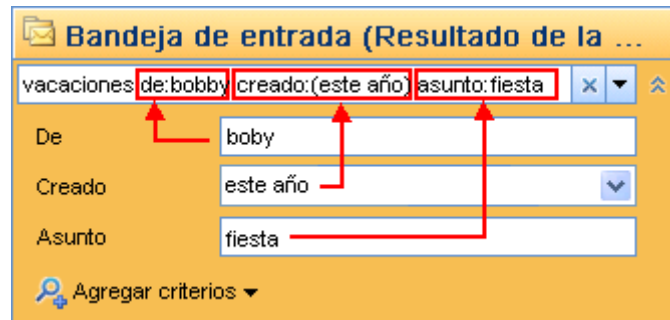 Bandeja de entrada (Resultado de la ...
vacaciones de:bobby creado:(este año) asunto:fiesta
De boby
Creado este año
Asunto fiesta
Agregar criterios